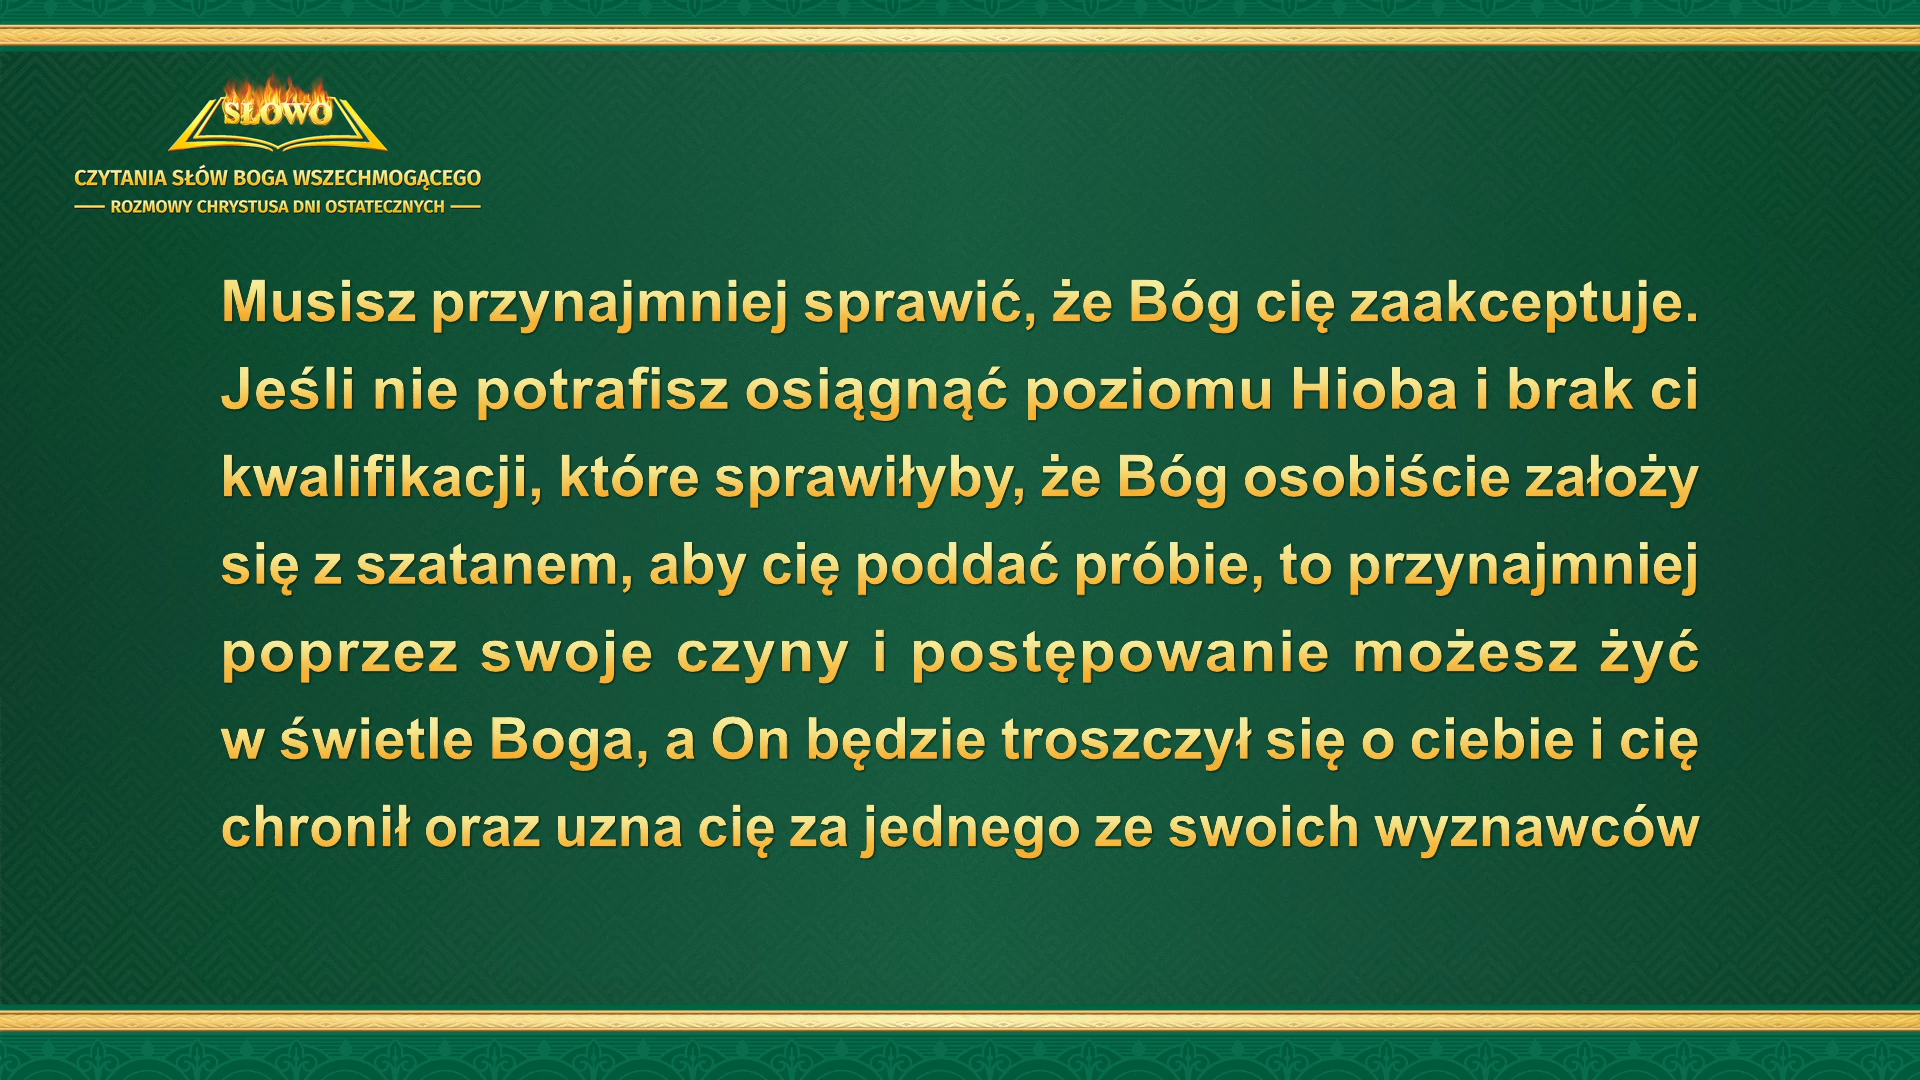 SŁOWO
CZYTANIA SŁÓW BOGA WSZECHMOGĄCEGO
ROZMOWY CHRYSTUSA DNI OSTATECZNYCH
Musisz przynajmniej sprawić, że Bóg cię zaakceptuje.
Jeśli nie potrafisz osiągnąć poziomu Hioba i brak ci
kwalifikacji, które sprawiłyby, że Bóg osobiście założy
się z szatanem, aby cię poddać próbie, to przynajmniej
poprzez swoje czyny i postępowanie możesz żyć
w świetle Boga, a On będzie troszczył się o ciebie i cię
chronił oraz uzna cię za jednego ze swoich wyznawców